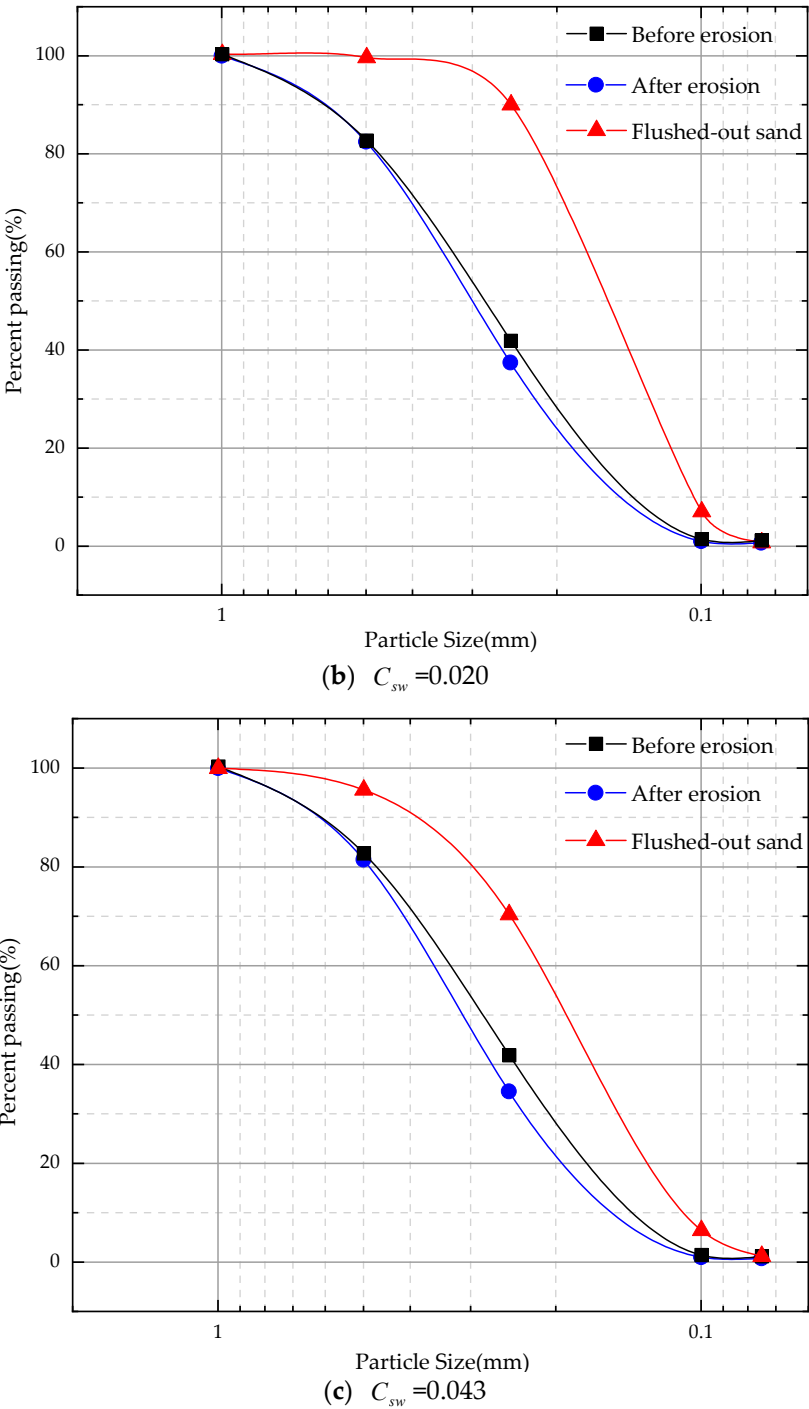 Before erosion
After erosion
Flushed-out sand
100
80
60
40
20
0
Percent passing(%)
1
0.1
Particle Size(mm)
(b) Csw =0.020
Before erosion
After erosion
Flushed-out sand
100
80
60
40
20
0
Percent passing(%)
1
0.1
Particle Size(mm)
(c) Csw =0.043